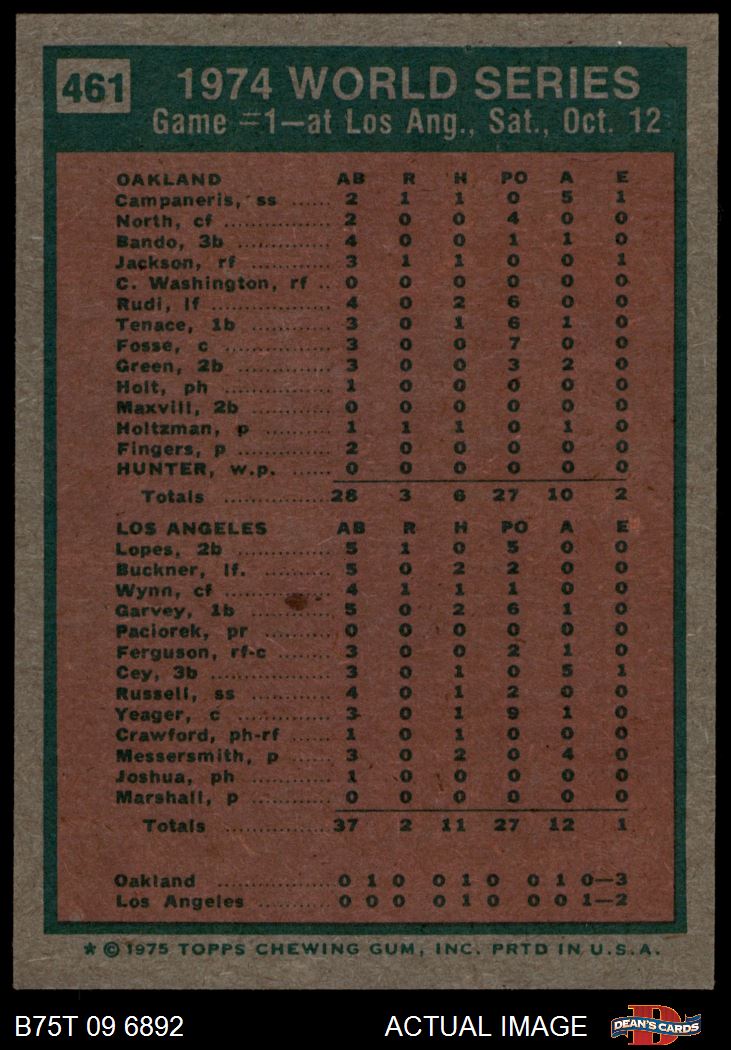 461
1974 WORLD SERIES
Game #1—at Los Ang., Sat., Oct. 12
OAKLAND AB R H PO A E
Campaneris, ss ...... 2 1 1 0 5 1
North, cf .............. 2 0 0 4 0 0
Bando, 3b ............ 4 0 0 1 1 0
Jackson, rf .......... 3 1 1 0 0 1
C. Washington, rf .. 0 0 0 0 0 0
Rudi, lf ................ 4 0 2 6 0 0
Tenace, 1b .......... 3 0 1 6 1 0
Fosse, c .............. 3 0 0 7 0 0
Green, 2b ............ 3 0 0 3 2 0
Holt, ph .............. 1 0 0 0 0 0
Maxvill, 2b .......... 0 0 0 0 0 0
Holtzman, p ........ 1 1 1 0 1 0
Fingers, p ............ 2 0 0 0 0 0
HUNTER, w.p. ...... 0 0 0 0 0 0
Totals .............. 28 3 6 27 10 2
LOS ANGELES AB R H PO A E
Lopes, 2b ............ 5 1 0 5 0 0
Buckner, lf. .......... 5 0 2 2 0 0
Wynn, cf .............. 4 1 1 1 0 0
Garvey, 1b .......... 5 0 2 6 1 0
Paciorek, pr ........ 0 0 0 0 0 0
Ferguson, rf-c ...... 3 0 0 2 1 0
Cey, 3b .............. 3 0 1 0 5 1
Russell, ss .......... 4 0 1 2 0 0
Yeager, c ............ 3 0 1 9 1 0
Crawford, ph-rf .... 1 0 1 0 0 0
Messersmith, p .... 3 0 2 0 4 0
Joshua, ph .......... 1 0 0 0 0 0
Marshall, p .......... 0 0 0 0 0 0
Totals .............. 37 2 11 27 12 1
Oakland .............. 0 1 0 0 1 0 0 1 0—3
Los Angeles .......... 0 0 0 0 1 0 0 0 1—2
* © 1975 TOPPS CHEWING GUM, INC. PRTD IN U.S.A.
B75T 09 6892 ACTUAL IMAGE
D
DEAN'S CARDS